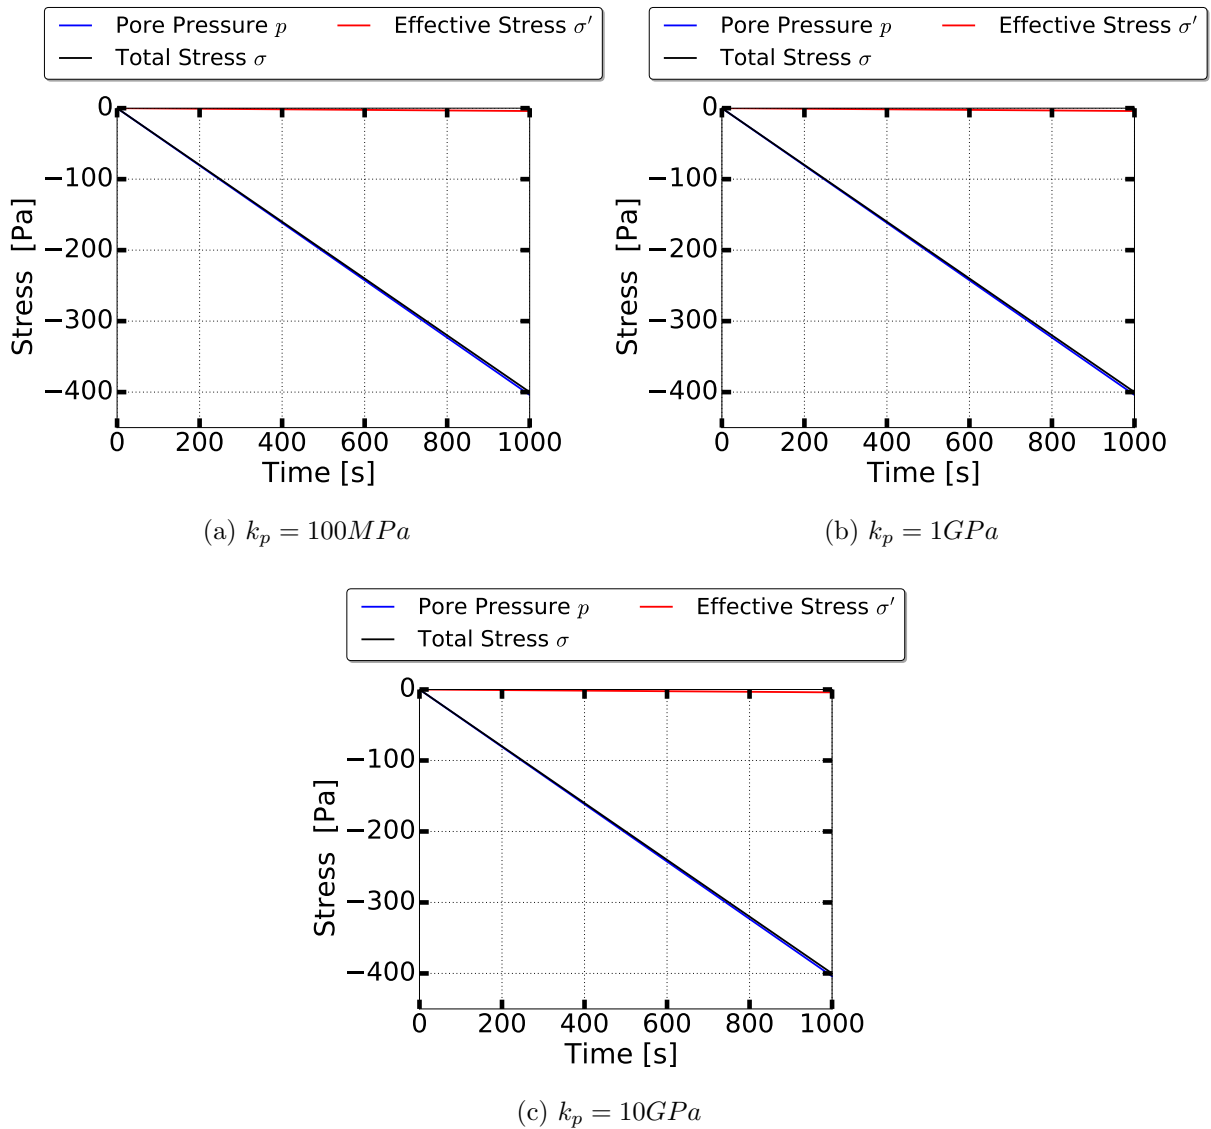 Pore Pressure p Effective Stress σ′
Total Stress σ
0
−100
−200
−300
−400
Stress [Pa]
0 200 400 600 800 1000
Time [s]
(a) k_p = 100MPa
Pore Pressure p Effective Stress σ′
Total Stress σ
0
−100
−200
−300
−400
Stress [Pa]
0 200 400 600 800 1000
Time [s]
(b) k_p = 1GPa
Pore Pressure p Effective Stress σ′
Total Stress σ
0
−100
−200
−300
−400
Stress [Pa]
0 200 400 600 800 1000
Time [s]
(c) k_p = 10GPa